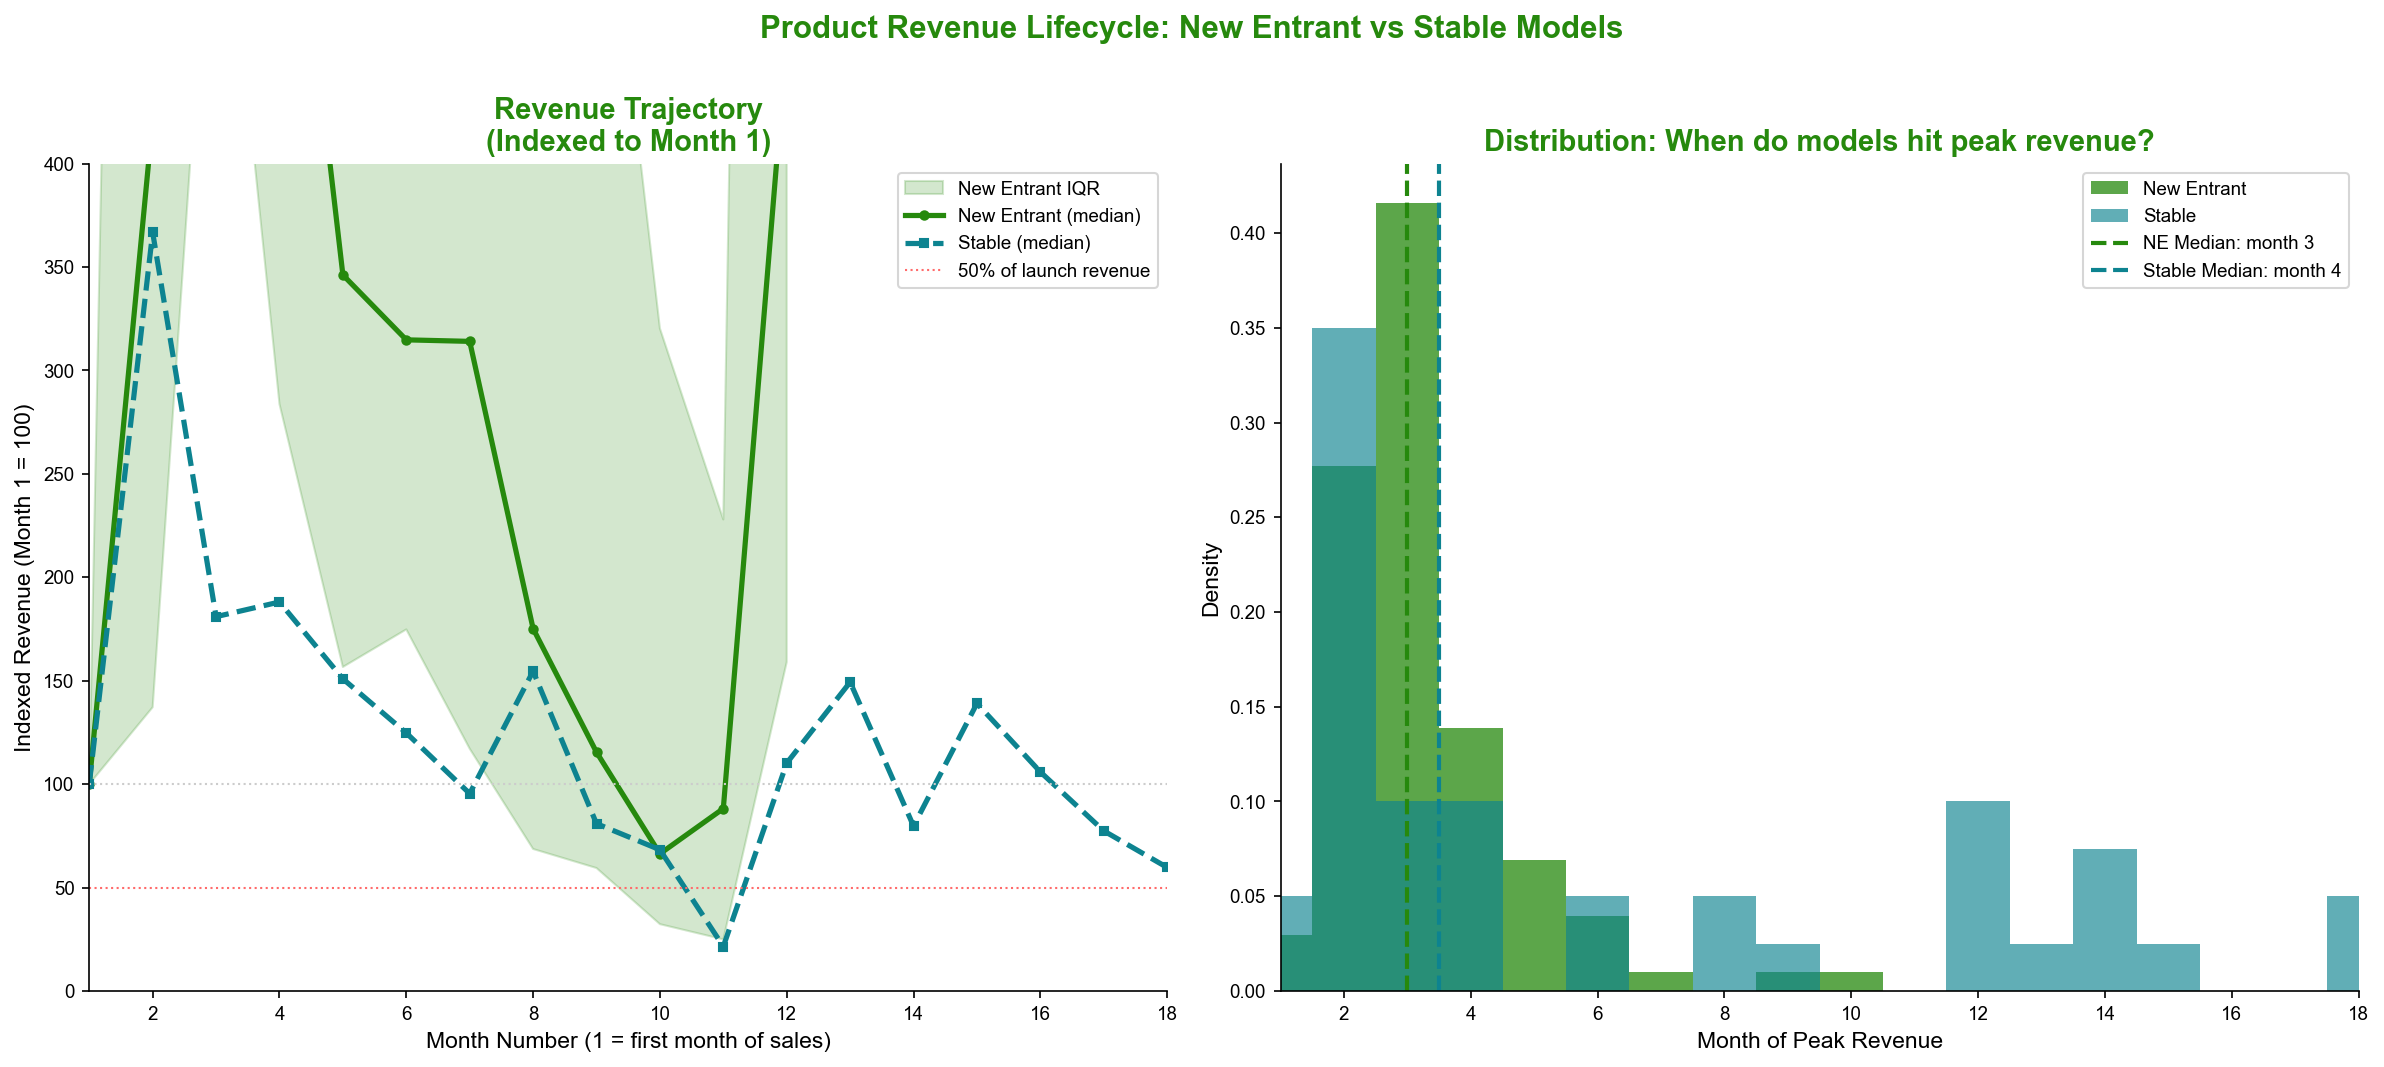 Product Revenue Lifecycle: New Entrant vs Stable Models
Revenue Trajectory
(Indexed to Month 1)
400
350
300
250
200
150
100
50
0
Indexed Revenue (Month 1 = 100)
2
4
6
8
10
12
14
16
18
Month Number (1 = first month of sales)
New Entrant IQR
New Entrant (median)
Stable (median)
50% of launch revenue
Distribution: When do models hit peak revenue?
0.40
0.35
0.30
0.25
0.20
0.15
0.10
0.05
0.00
Density
2
4
6
8
10
12
14
16
18
Month of Peak Revenue
New Entrant
Stable
NE Median: month 3
Stable Median: month 4